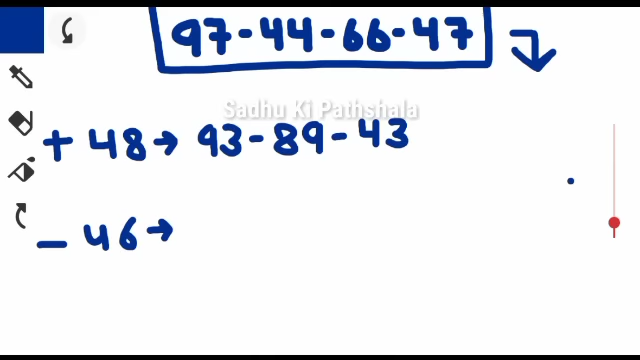 97-44-66-47
Sadhu Ki Pathshala
+ 48→ 93-89-43
- 46→